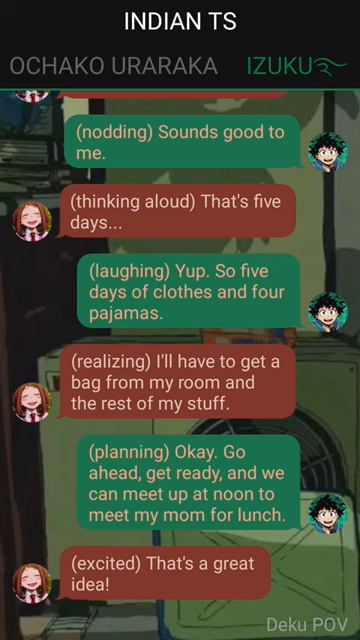 INDIAN TS
OCHAKO URARAKA IZUKU
(nodding) Sounds good to
me.
(thinking aloud) That's five
days...
(laughing) Yup. So five
days of clothes and four
pajamas.
(realizing) I'll have to get a
bag from my room and
the rest of my stuff.
(planning) Okay. Go
ahead, get ready, and we
can meet up at noon to
meet my mom for lunch.
(excited) That's a great
idea!
Deku POV